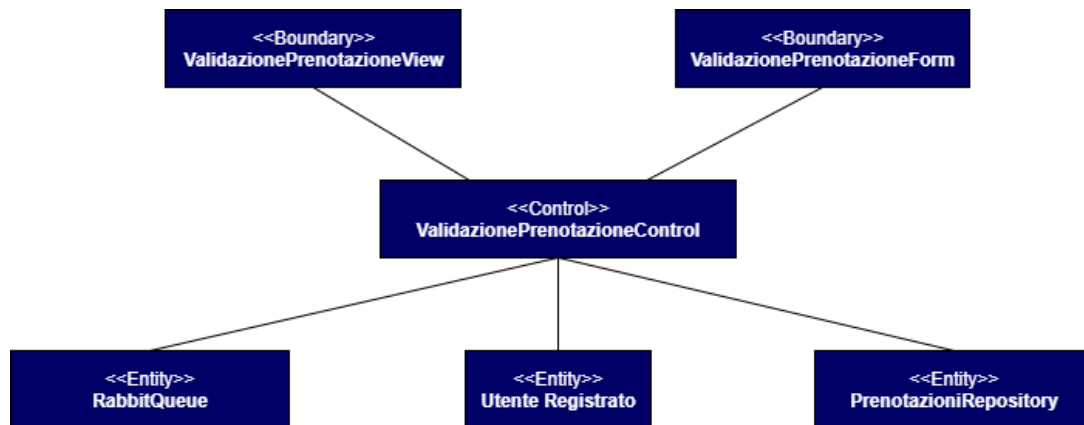 <<Boundary>>
ValidazionePrenotazioneView
<<Boundary>>
ValidazionePrenotazioneForm
<<Control>>
ValidazionePrenotazioneControl
<<Entity>>
RabbitQueue
<<Entity>>
Utente Registrato
<<Entity>>
PrenotazioniRepository